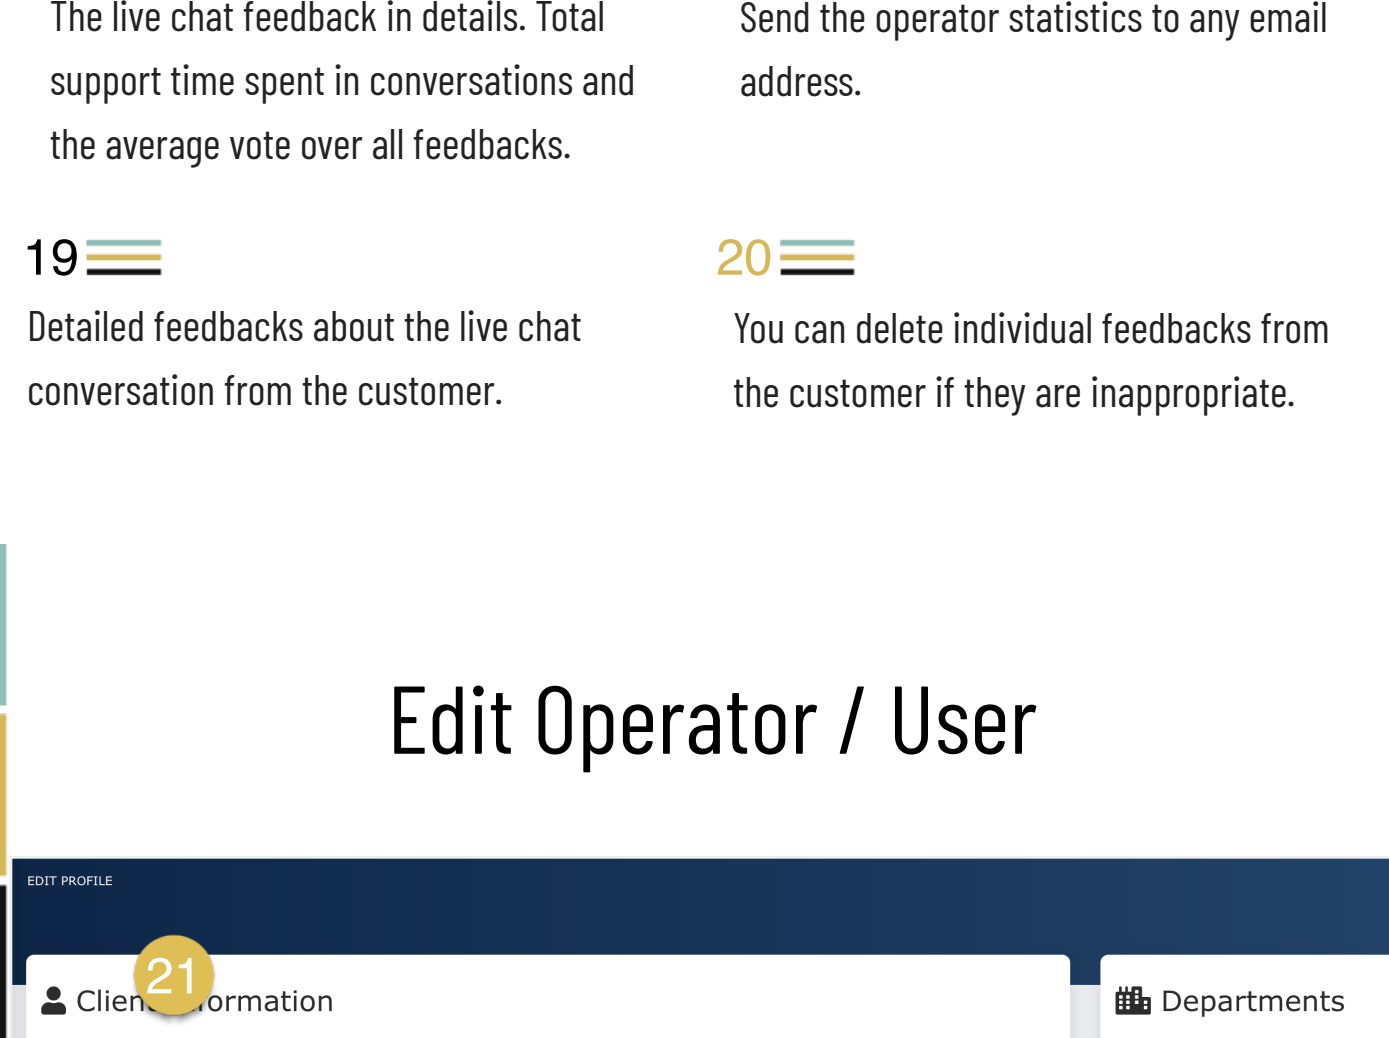 The live chat feedback in details. Total
support time spent in conversations and
the average vote over all feedbacks.
Send the operator statistics to any email
address.
19
Detailed feedbacks about the live chat
conversation from the customer.
20
You can delete individual feedbacks from
the customer if they are inappropriate.
Edit Operator / User
EDIT PROFILE
21
Departments